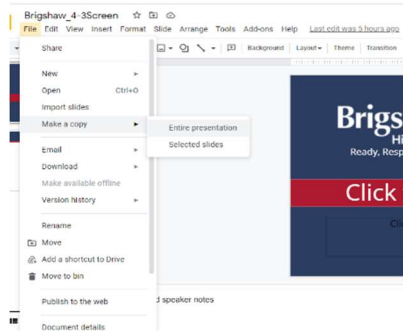 Brigshaw_4-3Screen
File Edit View Insert Format Slide Arrange Tools Add-ons Help Last edit was 5 hours ago
Share
Background Layout Theme Transition
New
Open Ctrl+O
Import slides
Make a copy
Entire presentation
Selected slides
Email
Download
Make available offline
Version history
Rename
Move
Add a shortcut to Drive
Move to bin
Publish to the web
Document details
Brigs
Hi
Ready, Resp
Click
Cli
d speaker notes